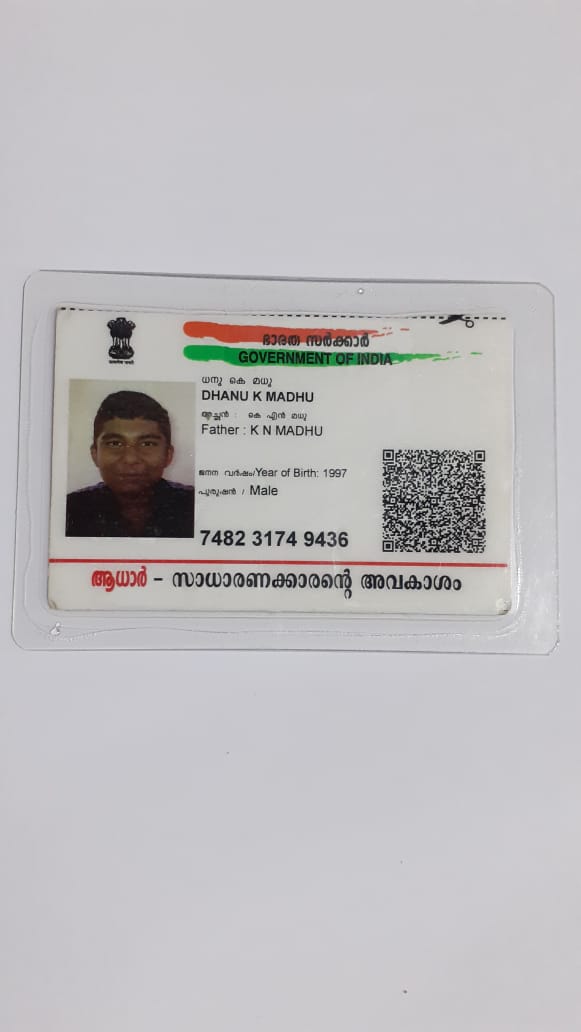 ഭാരത സർക്കാർ
GOVERNMENT OF INDIA
ധനു കെ മധു
DHANU K MADHU
അച്ഛൻ : കെ എൻ മധു
Father : K N MADHU
ജനന വർഷം/Year of Birth: 1997
പുരുഷൻ / Male
7482 3174 9436
ആധാർ - സാധാരണക്കാരന്റെ അവകാശം